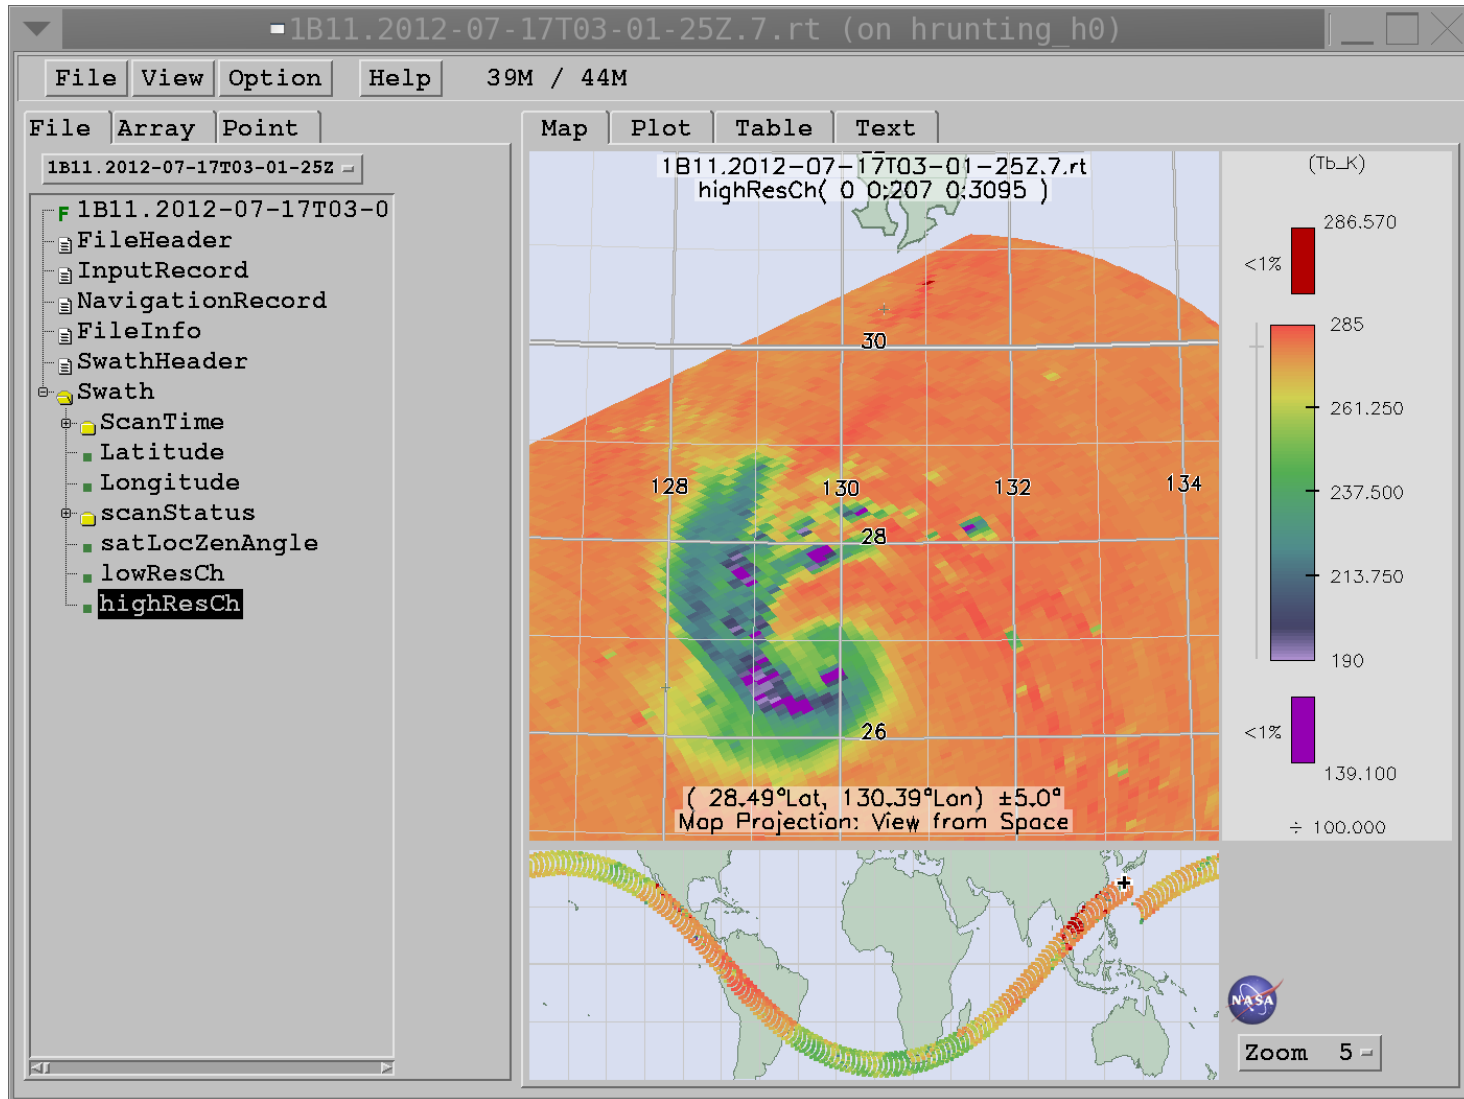 1B11.2012-07-17T03-01-25Z.7.rt (on hrunting_h0)
File View Option Help 39M / 44M
File Array Point
Map Plot Table Text
1B11.2012-07-17T03-01-25Z
1B11.2012-07-17T03-0
FileHeader
InputRecord
NavigationRecord
FileInfo
SwathHeader
Swath
ScanTime
Latitude
Longitude
scanStatus
satLocZenAngle
lowResCh
highResCh
1B11.2012-07-17T03-01-25Z.7.rt
highResCh( 0 0:207 0:3095 )
30
128 130 132 134
28
26
( 28.49°Lat, 130.39°Lon) ±5.0°
Map Projection: View from Space
(Tb_K)
286.570
<1%
285
261.250
237.500
213.750
190
<1%
139.100
÷ 100.000
NASA
Zoom 5